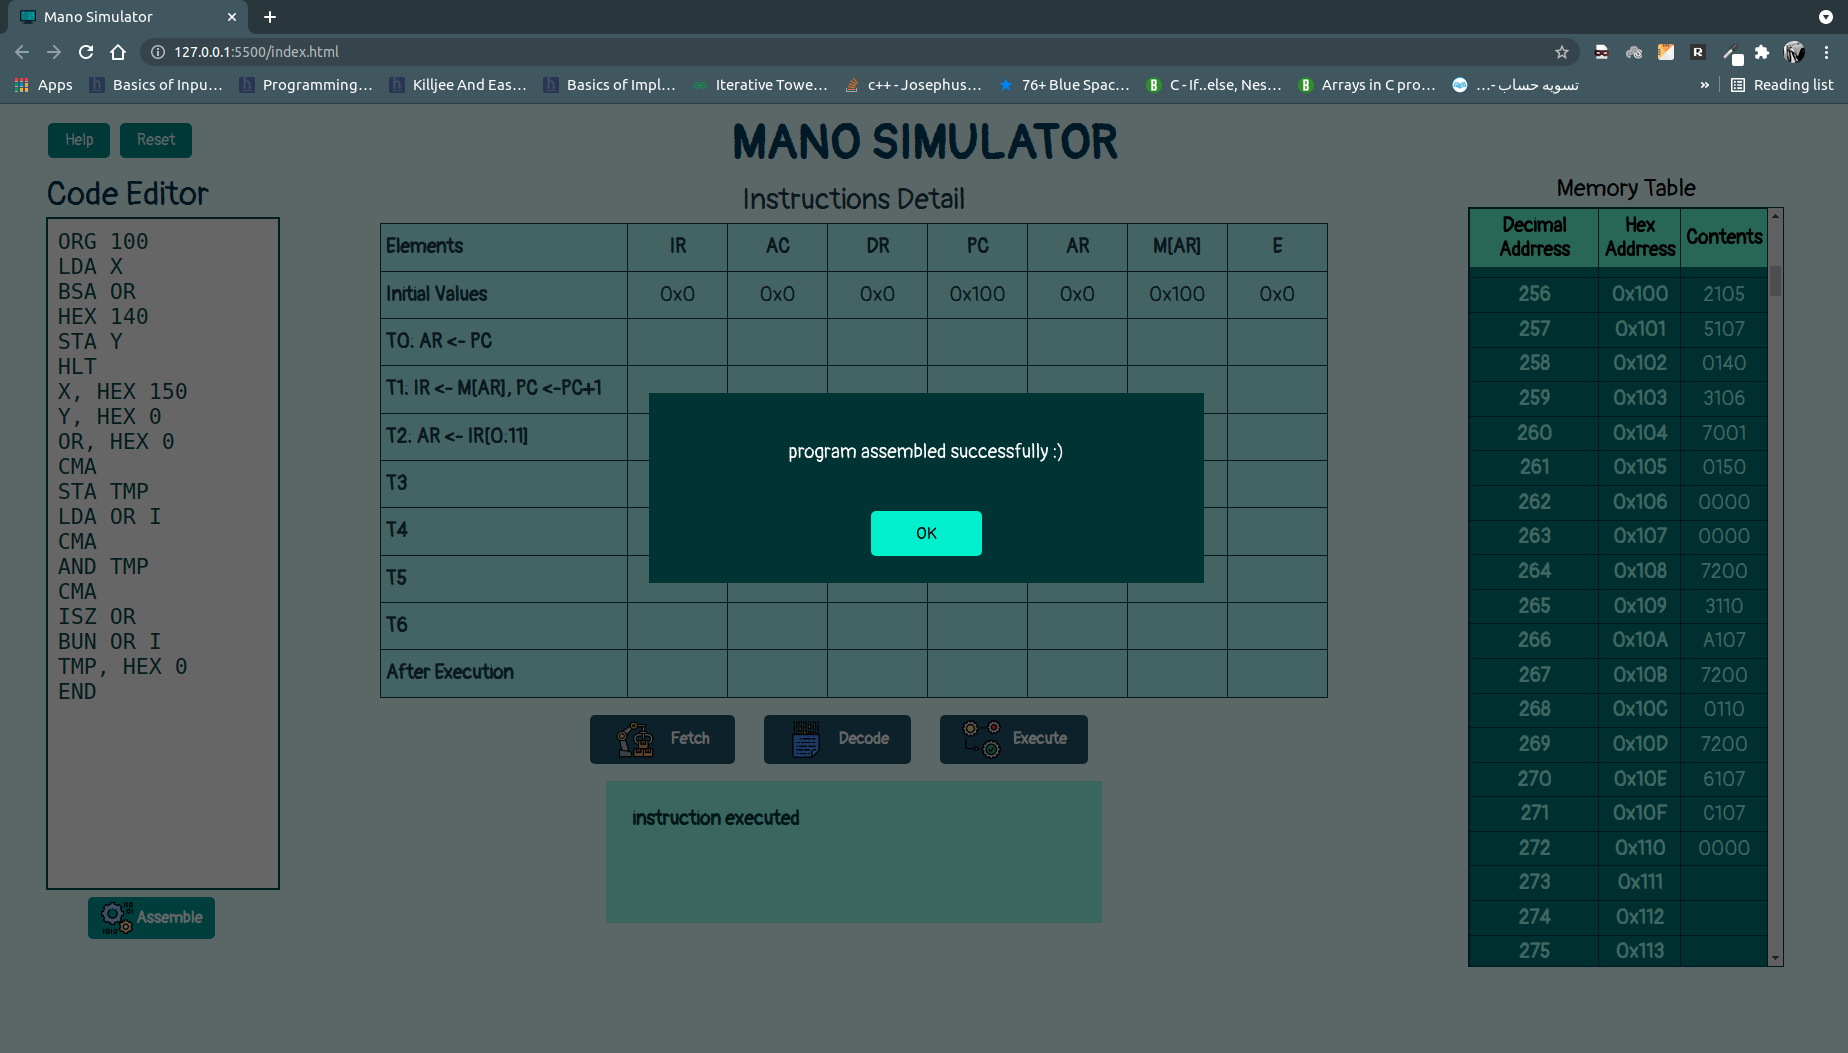 Mano Simulator
127.0.0.1:5500/index.html
Apps Basics of Inpu... Programming... Killjee And Eas... Basics of Impl... Iterative Towe... c++ - Josephus... 76+ Blue Spac... C - If..else, Nes... Arrays in C pro... تسویه حساب -... » Reading list
Help Reset
MANO SIMULATOR
Code Editor
ORG 100
LDA X
BSA OR
HEX 140
STA Y
HLT
X, HEX 150
Y, HEX 0
OR, HEX 0
CMA
STA TMP
LDA OR I
CMA
AND TMP
CMA
ISZ OR
BUN OR I
TMP, HEX 0
END
Assemble
Instructions Detail
Elements IR AC DR PC AR M[AR] E
Initial Values 0x0 0x0 0x0 0x100 0x0 0x100 0x0
T0: AR <- PC
T1: IR <- M[AR], PC <-PC+1
T2: AR <- IR[0:11]
T3
T4
T5
T6
After Execution
program assembled successfully :)
OK
Fetch Decode Execute
instruction executed
Memory Table
Decimal Addrress Hex Addrress Contents
256 0x100 2105
257 0x101 5107
258 0x102 0140
259 0x103 3106
260 0x104 7001
261 0x105 0150
262 0x106 0000
263 0x107 0000
264 0x108 7200
265 0x109 3110
266 0x10A A107
267 0x10B 7200
268 0x10C 0110
269 0x10D 7200
270 0x10E 6107
271 0x10F C107
272 0x110 0000
273 0x111
274 0x112
275 0x113